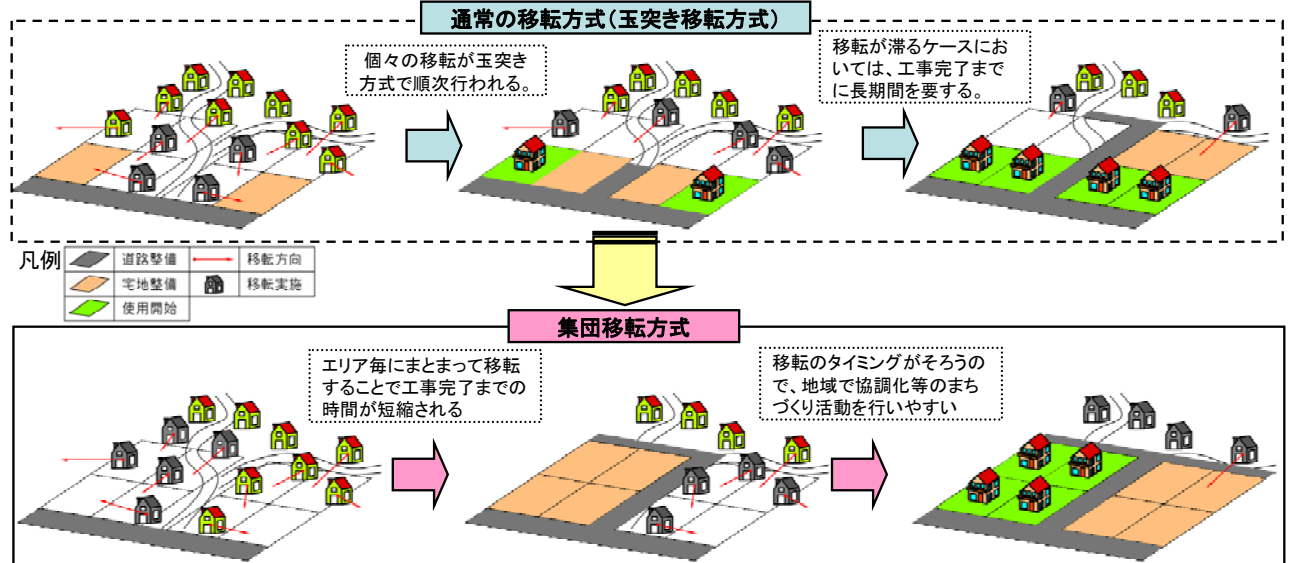 通常の移転方式(玉突き移転方式)
個々の移転が玉突き
方式で順次行われる。
移転が滞るケースにお
いては、工事完了まで
に長期間を要する。
凡例
道路整備
移転方向
宅地整備
移転実施
使用開始
集団移転方式
エリア毎にまとまって移転
することで工事完了までの
時間が短縮される
移転のタイミングがそろうの
で、地域で協調化等のまち
づくり活動を行いやすい